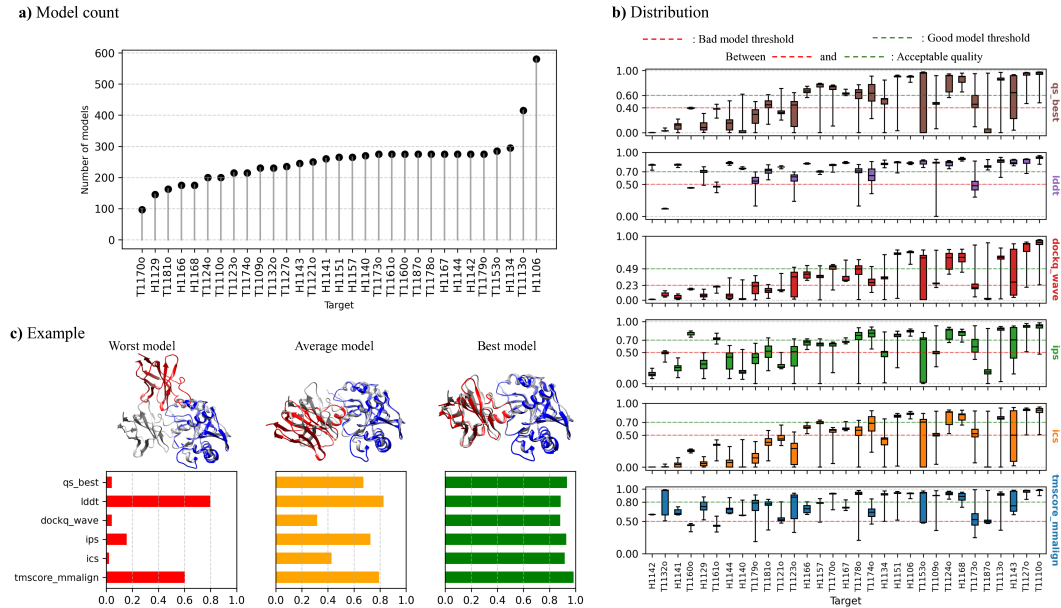 a) Model count
600
500
400
300
200
100
0
Number of models
T1170o
H1129
T1181o
H1166
H1168
T1124o
T1110o
T1123o
T1174o
T1109o
T1132o
T1127o
H1143
T1121o
H1141
H1151
H1157
H1140
T1173o
T1161o
T1160o
T1187o
T1178o
H1167
H1144
H1142
T1179o
T1153o
H1134
T1113o
H1106
Target
b) Distribution
: Bad model threshold
: Good model threshold
Between and : Acceptable quality
1.00
0.60
0.40
0.00
qs_best
1.00
0.70
0.50
0.00
lddt
1.00
0.49
0.23
0.00
dockq_wave
1.00
0.70
0.50
0.00
ips
1.00
0.70
0.50
0.00
ics
1.00
0.80
0.50
0.00
tmscore_mmalign
H1142
T1132o
H1141
T1160o
H1129
T1161o
H1144
H1140
T1179o
T1181o
T1121o
T1123o
H1166
H1157
T1170o
H1167
T1178o
T1174o
H1134
H1151
H1106
T1153o
T1109o
T1124o
H1168
T1173o
T1187o
T1113o
H1143
T1127o
T1110o
Target
c) Example
Worst model
Average model
Best model
qs_best
lddt
dockq_wave
ips
ics
tmscore_mmalign
0.0 0.2 0.4 0.6 0.8 1.0
0.0 0.2 0.4 0.6 0.8 1.0
0.0 0.2 0.4 0.6 0.8 1.0